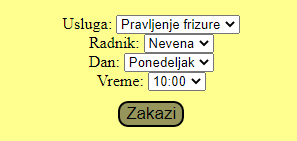 Usluga: Pravljenje frizure
Radnik: Nevena
Dan: Ponedeljak
Vreme: 10:00
Zakazi